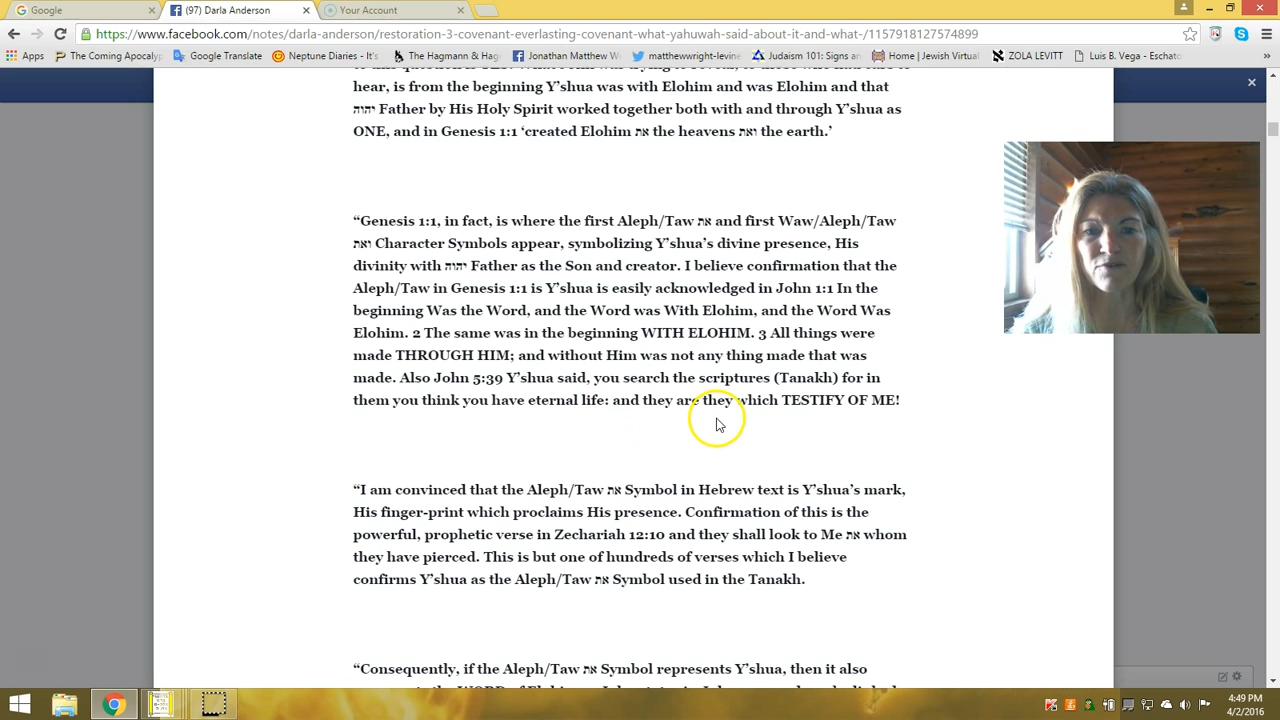 Google
(97) Darla Anderson
Your Account
https://www.facebook.com/notes/darla-anderson/restoration-3-covenant-everlasting-covenant-what-yahuwah-said-about-it-and-what-/1157918127574899
Apps The Coming Apocalyp Google Translate Neptune Diaries - It's The Hagmann & Hag Jonathan Matthew W matthewwright-levine Judaism 101: Signs an Home | Jewish Virtual ZOLA LEVITT Luis B. Vega - Eschato
hear, is from the beginning Y'shua was with Elohim and was Elohim and that
יהוה Father by His Holy Spirit worked together both with and through Y'shua as
ONE, and in Genesis 1:1 ‘created Elohim את the heavens ואת the earth.’
“Genesis 1:1, in fact, is where the first Aleph/Taw את and first Waw/Aleph/Taw
ואת Character Symbols appear, symbolizing Y'shua's divine presence, His
divinity with יהוה Father as the Son and creator. I believe confirmation that the
Aleph/Taw in Genesis 1:1 is Y'shua is easily acknowledged in John 1:1 In the
beginning Was the Word, and the Word was With Elohim, and the Word Was
Elohim. 2 The same was in the beginning WITH ELOHIM. 3 All things were
made THROUGH HIM; and without Him was not any thing made that was
made. Also John 5:39 Y'shua said, you search the scriptures (Tanakh) for in
them you think you have eternal life: and they are they which TESTIFY OF ME!
“I am convinced that the Aleph/Taw את Symbol in Hebrew text is Y'shua's mark,
His finger-print which proclaims His presence. Confirmation of this is the
powerful, prophetic verse in Zechariah 12:10 and they shall look to Me את whom
they have pierced. This is but one of hundreds of verses which I believe
confirms Y'shua as the Aleph/Taw את Symbol used in the Tanakh.
“Consequently, if the Aleph/Taw את Symbol represents Y'shua, then it also
4:49 PM
4/2/2016